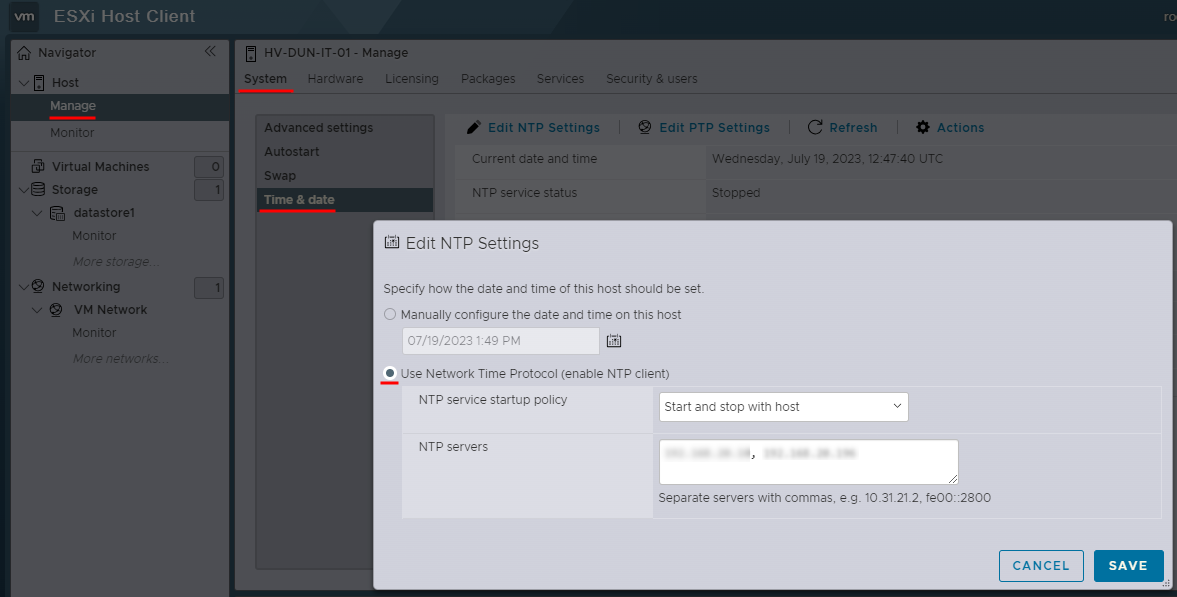 vm ESXi Host Client
ro
Navigator
Host
Manage
Monitor
Virtual Machines 0
Storage 1
datastore1
Monitor
More storage...
Networking 1
VM Network
Monitor
More networks...
HV-DUN-IT-01 - Manage
System Hardware Licensing Packages Services Security & users
Advanced settings
Autostart
Swap
Time & date
Edit NTP Settings Edit PTP Settings Refresh Actions
Current date and time Wednesday, July 19, 2023, 12:47:40 UTC
NTP service status Stopped
Edit NTP Settings
Specify how the date and time of this host should be set.
Manually configure the date and time on this host
07/19/2023 1:49 PM
Use Network Time Protocol (enable NTP client)
NTP service startup policy Start and stop with host
NTP servers
Separate servers with commas, e.g. 10.31.21.2, fe00::2800
CANCEL SAVE